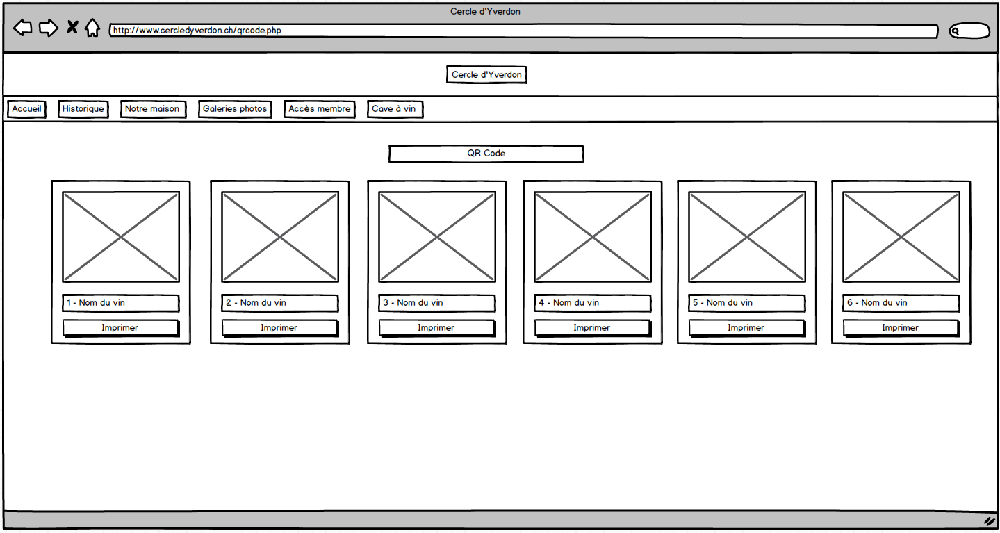 Cercle d'Yverdon
http://www.cercledyverdon.ch/qrcode.php
Cercle d'Yverdon
Accueil Historique Notre maison Galeries photos Accès membre Cave à vin
QR Code
1 - Nom du vin 2 - Nom du vin 3 - Nom du vin 4 - Nom du vin 5 - Nom du vin 6 - Nom du vin
Imprimer Imprimer Imprimer Imprimer Imprimer Imprimer